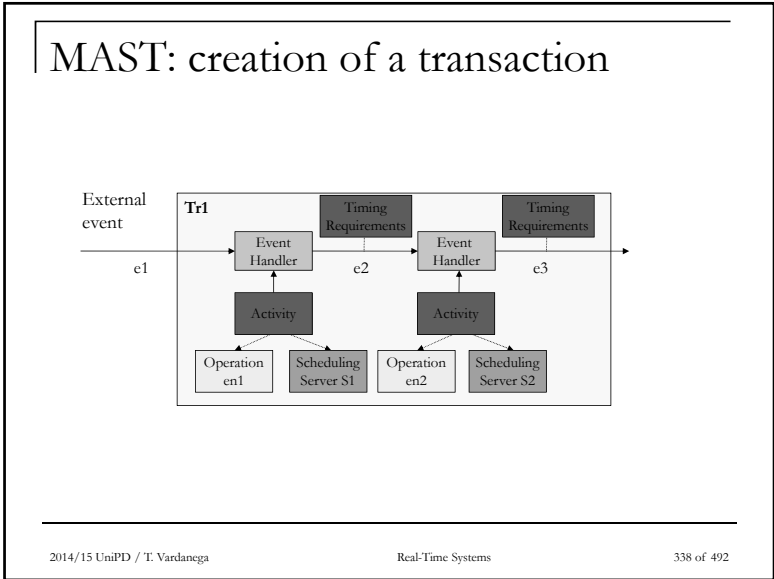 MAST: creation of a transaction
External
event
Tr1
Timing
Requirements
Timing
Requirements
Event
Handler
Event
Handler
e1
e2
e3
Activity
Activity
Operation
en1
Scheduling
Server S1
Operation
en2
Scheduling
Server S2
2014/15 UniPD / T. Vardanega
Real-Time Systems
338 of 492